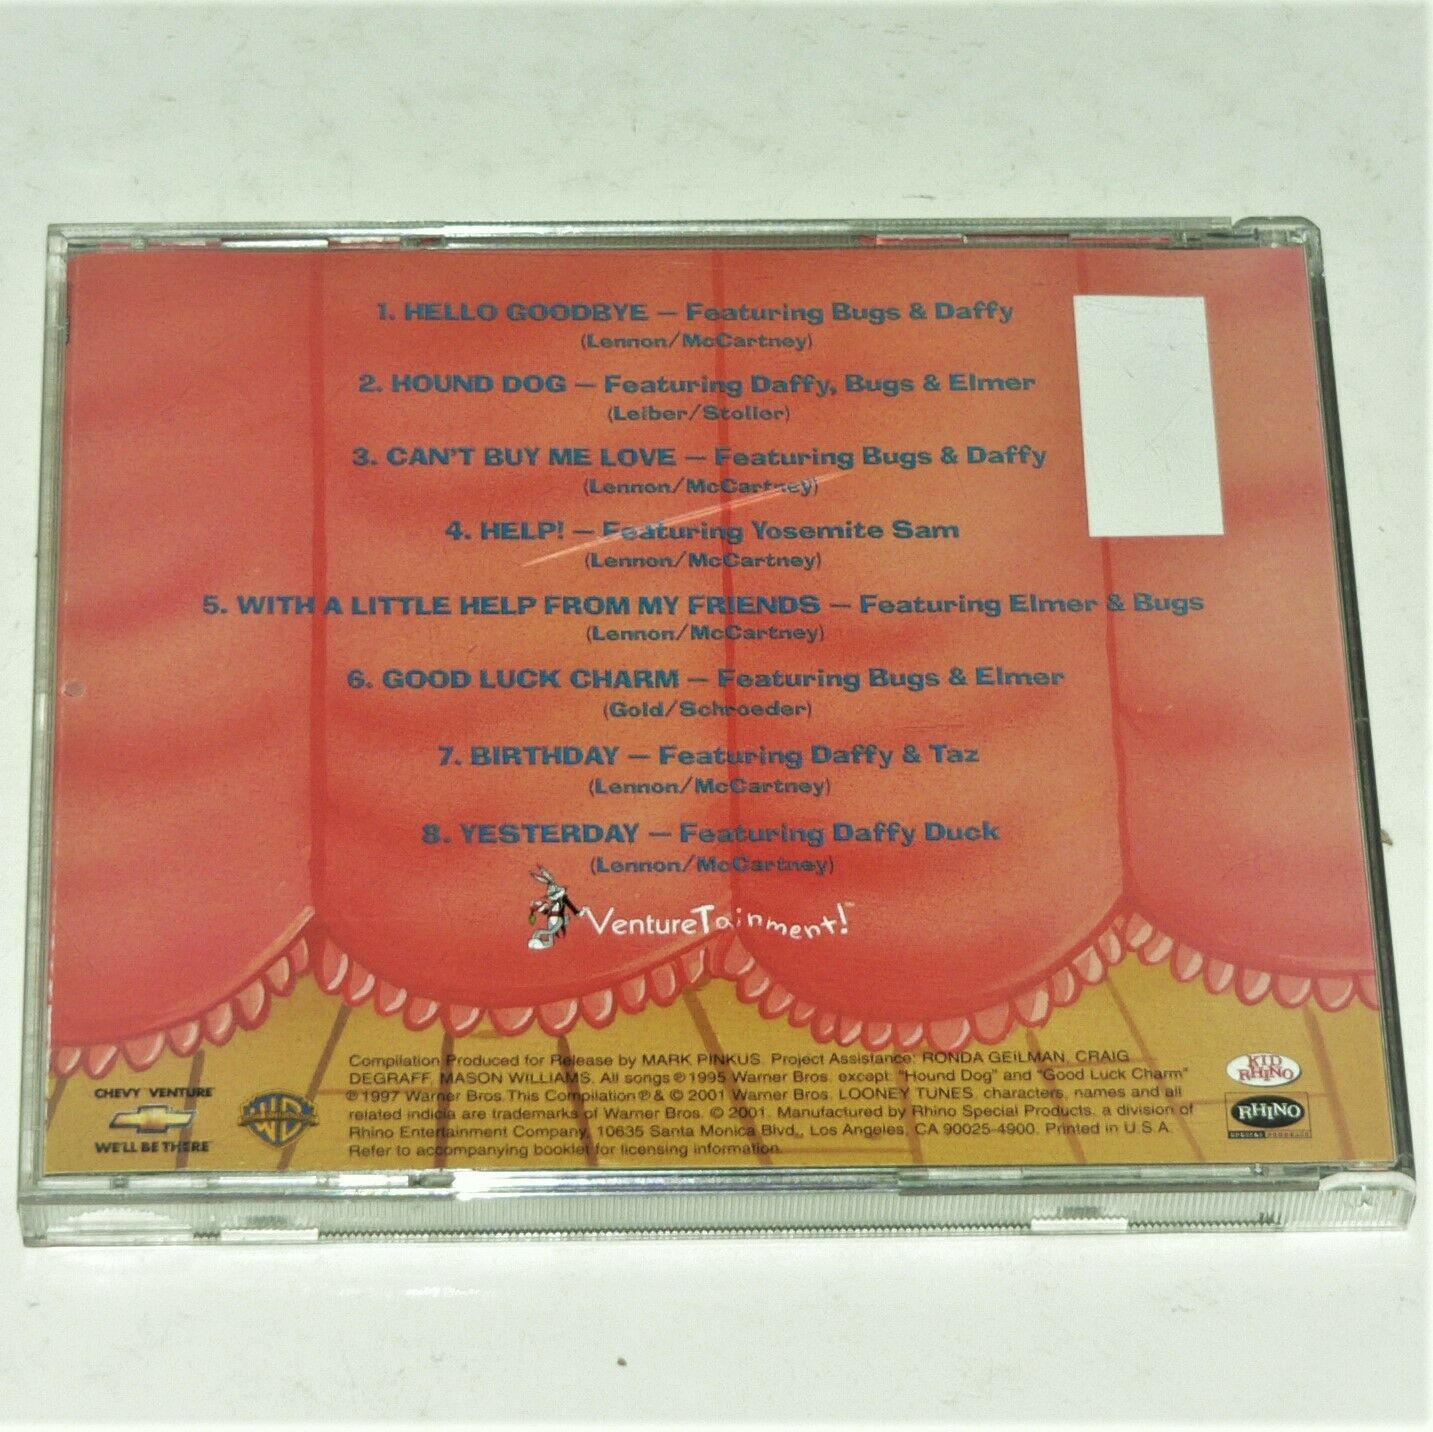 1. HELLO GOODBYE — Featuring Bugs & Daffy
(Lennon/McCartney)
2. HOUND DOG — Featuring Daffy, Bugs & Elmer
(Leiber/Stoller)
3. CAN'T BUY ME LOVE — Featuring Bugs & Daffy
(Lennon/McCartney)
4. HELP! — Featuring Yosemite Sam
(Lennon/McCartney)
5. WITH A LITTLE HELP FROM MY FRIENDS — Featuring Elmer & Bugs
(Lennon/McCartney)
6. GOOD LUCK CHARM — Featuring Bugs & Elmer
(Gold/Schroeder)
7. BIRTHDAY — Featuring Daffy & Taz
(Lennon/McCartney)
8. YESTERDAY — Featuring Daffy Duck
(Lennon/McCartney)
VentureTainment!
Compilation Produced for Release by MARK PINKUS. Project Assistance: RONDA GEILMAN, CRAIG
DEGRAFF, MASON WILLIAMS. All songs ℗ 1995 Warner Bros. except: "Hound Dog" and "Good Luck Charm"
℗ 1997 Warner Bros. This Compilation ℗ & © 2001 Warner Bros. LOONEY TUNES, characters, names and all
related indicia are trademarks of Warner Bros. © 2001. Manufactured by Rhino Special Products, a division of
Rhino Entertainment Company, 10635 Santa Monica Blvd., Los Angeles, CA 90025-4900. Printed in U.S.A.
Refer to accompanying booklet for licensing information.
CHEVY VENTURE
WE'LL BE THERE
WB
KID
RHINO
RHINO